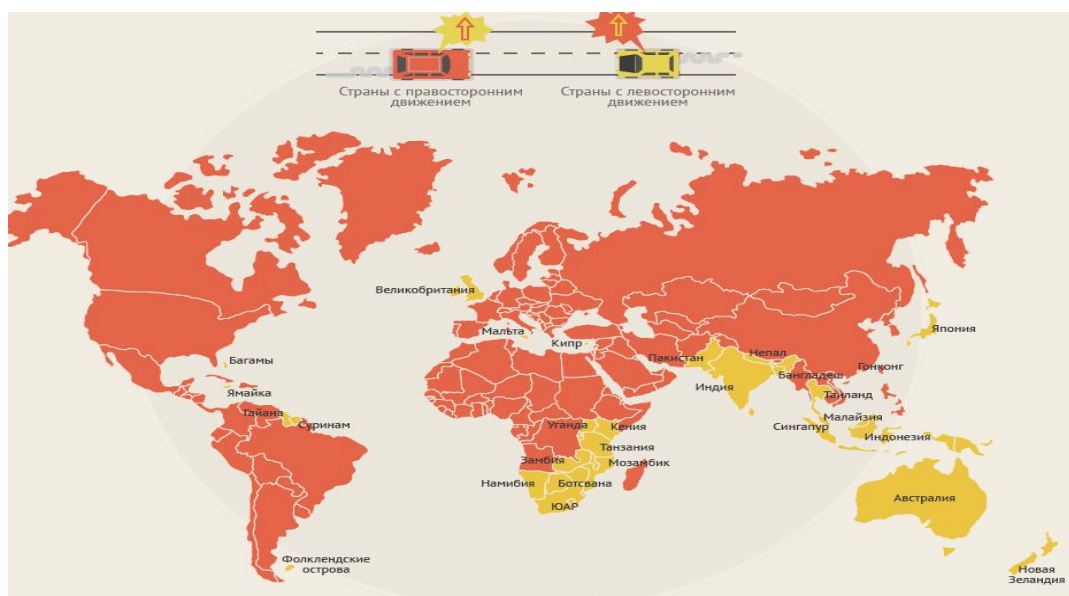 Страны с правосторонним
движением
Страны с левосторонним
движением
Великобритания
Мальта
Кипр
Япония
Багамы
Пакистан
Непал
Гонконг
Бангладеш
Индия
Таиланд
Ямайка
Гайана
Суринам
Малайзия
Сингапур
Индонезия
Уганда
Кения
Танзания
Замбия
Мозамбик
Намибия
Ботсвана
ЮАР
Австралия
Фолклендские
острова
Новая
Зеландия